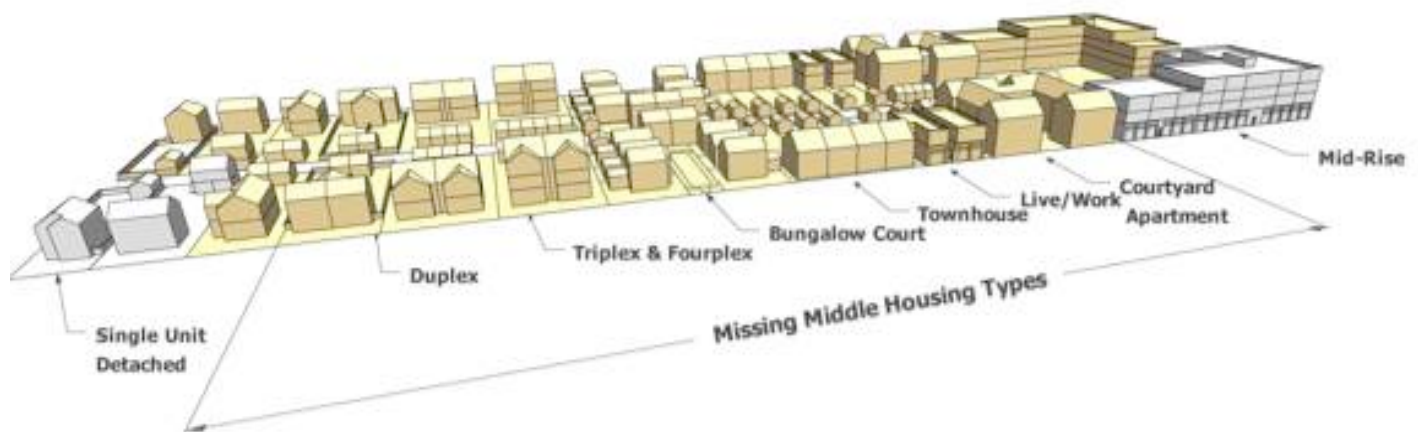 Single Unit
Detached
Duplex
Triplex & Fourplex
Bungalow Court
Townhouse
Live/Work
Courtyard
Apartment
Mid-Rise
Missing Middle Housing Types